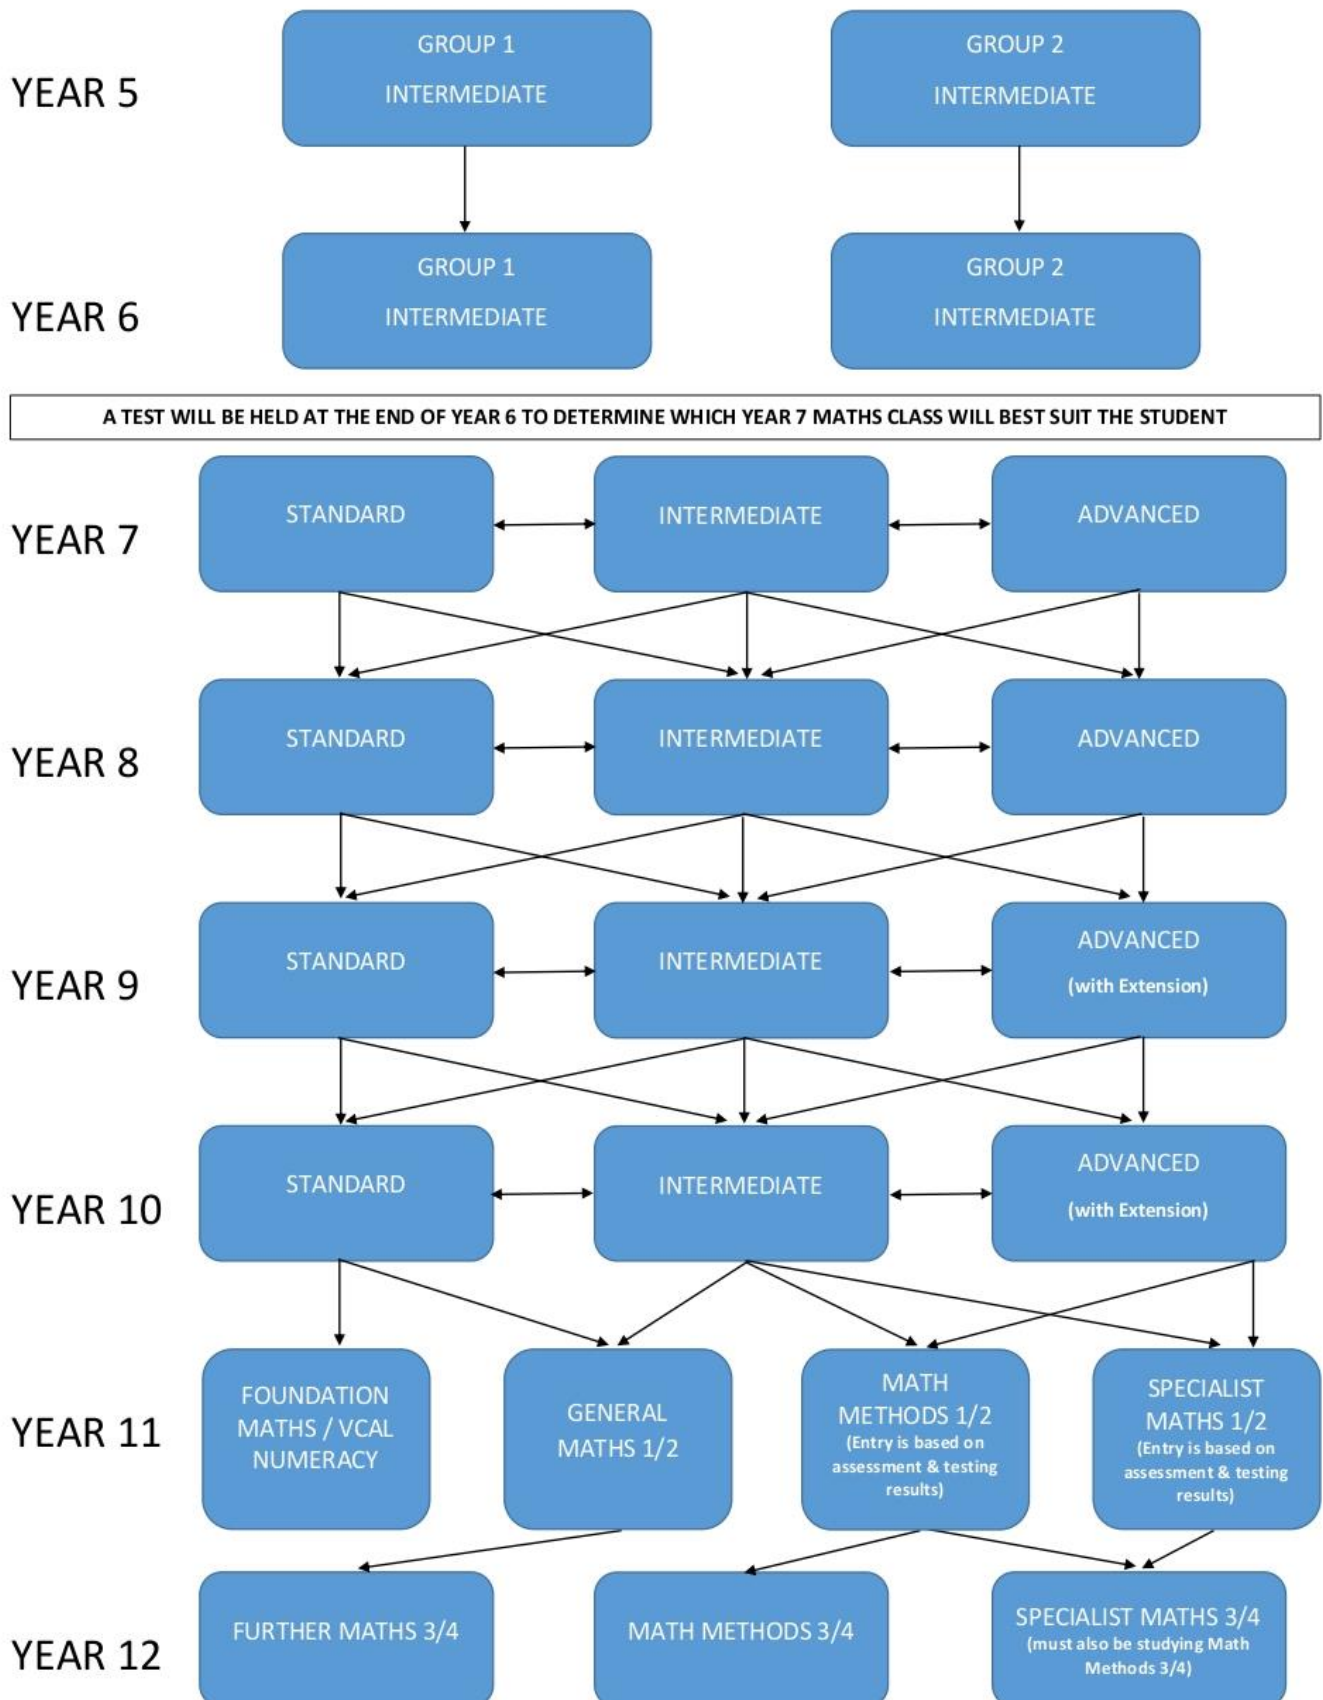 YEAR 5
GROUP 1
INTERMEDIATE
GROUP 2
INTERMEDIATE
YEAR 6
GROUP 1
INTERMEDIATE
GROUP 2
INTERMEDIATE
A TEST WILL BE HELD AT THE END OF YEAR 6 TO DETERMINE WHICH YEAR 7 MATHS CLASS WILL BEST SUIT THE STUDENT
YEAR 7
STANDARD
INTERMEDIATE
ADVANCED
YEAR 8
STANDARD
INTERMEDIATE
ADVANCED
YEAR 9
STANDARD
INTERMEDIATE
ADVANCED
(with Extension)
YEAR 10
STANDARD
INTERMEDIATE
ADVANCED
(with Extension)
YEAR 11
FOUNDATION
MATHS / VCAL
NUMERACY
GENERAL
MATHS 1/2
MATH
METHODS 1/2
(Entry is based on
assessment & testing
results)
SPECIALIST
MATHS 1/2
(Entry is based on
assessment & testing
results)
YEAR 12
FURTHER MATHS 3/4
MATH METHODS 3/4
SPECIALIST MATHS 3/4
(must also be studying Math
Methods 3/4)